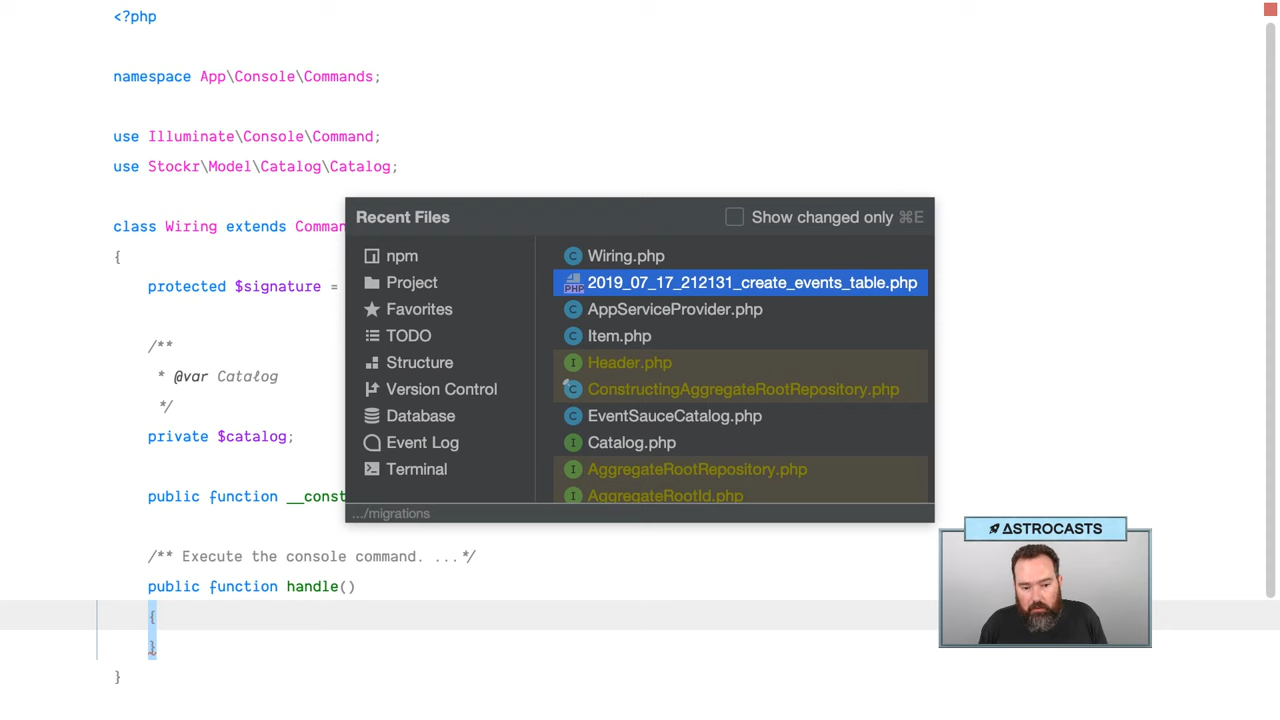 <?php
namespace App\Console\Commands;
use Illuminate\Console\Command;
use Stockr\Model\Catalog\Catalog;
class Wiring extends Comman
{
protected $signature =
/**
* @var Catalog
*/
private $catalog;
public function __const
/** Execute the console command. ...*/
public function handle()
{
}
}
Recent Files
Show changed only ⌘E
npm
Project
Favorites
TODO
Structure
Version Control
Database
Event Log
Terminal
Wiring.php
2019_07_17_212131_create_events_table.php
AppServiceProvider.php
Item.php
Header.php
ConstructingAggregateRootRepository.php
EventSauceCatalog.php
Catalog.php
AggregateRootRepository.php
AggregateRootId.php
.../migrations
ΔSTROCASTS